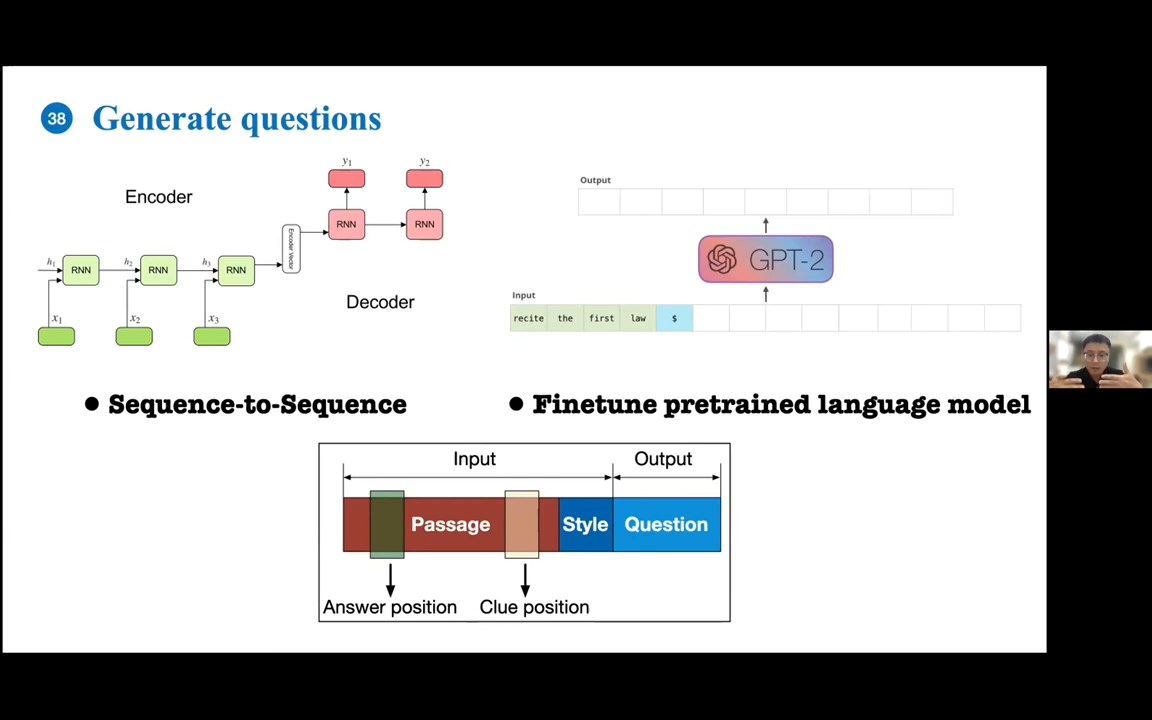 38 Generate questions
Encoder
y1 y2
RNN RNN
Encoder Vector
h1 RNN h2 RNN h3 RNN
Decoder
x1 x2 x3
Output
GPT-2
Input
recite the first law $
● Sequence-to-Sequence
● Finetune pretrained language model
Input Output
Passage Style Question
Answer position Clue position